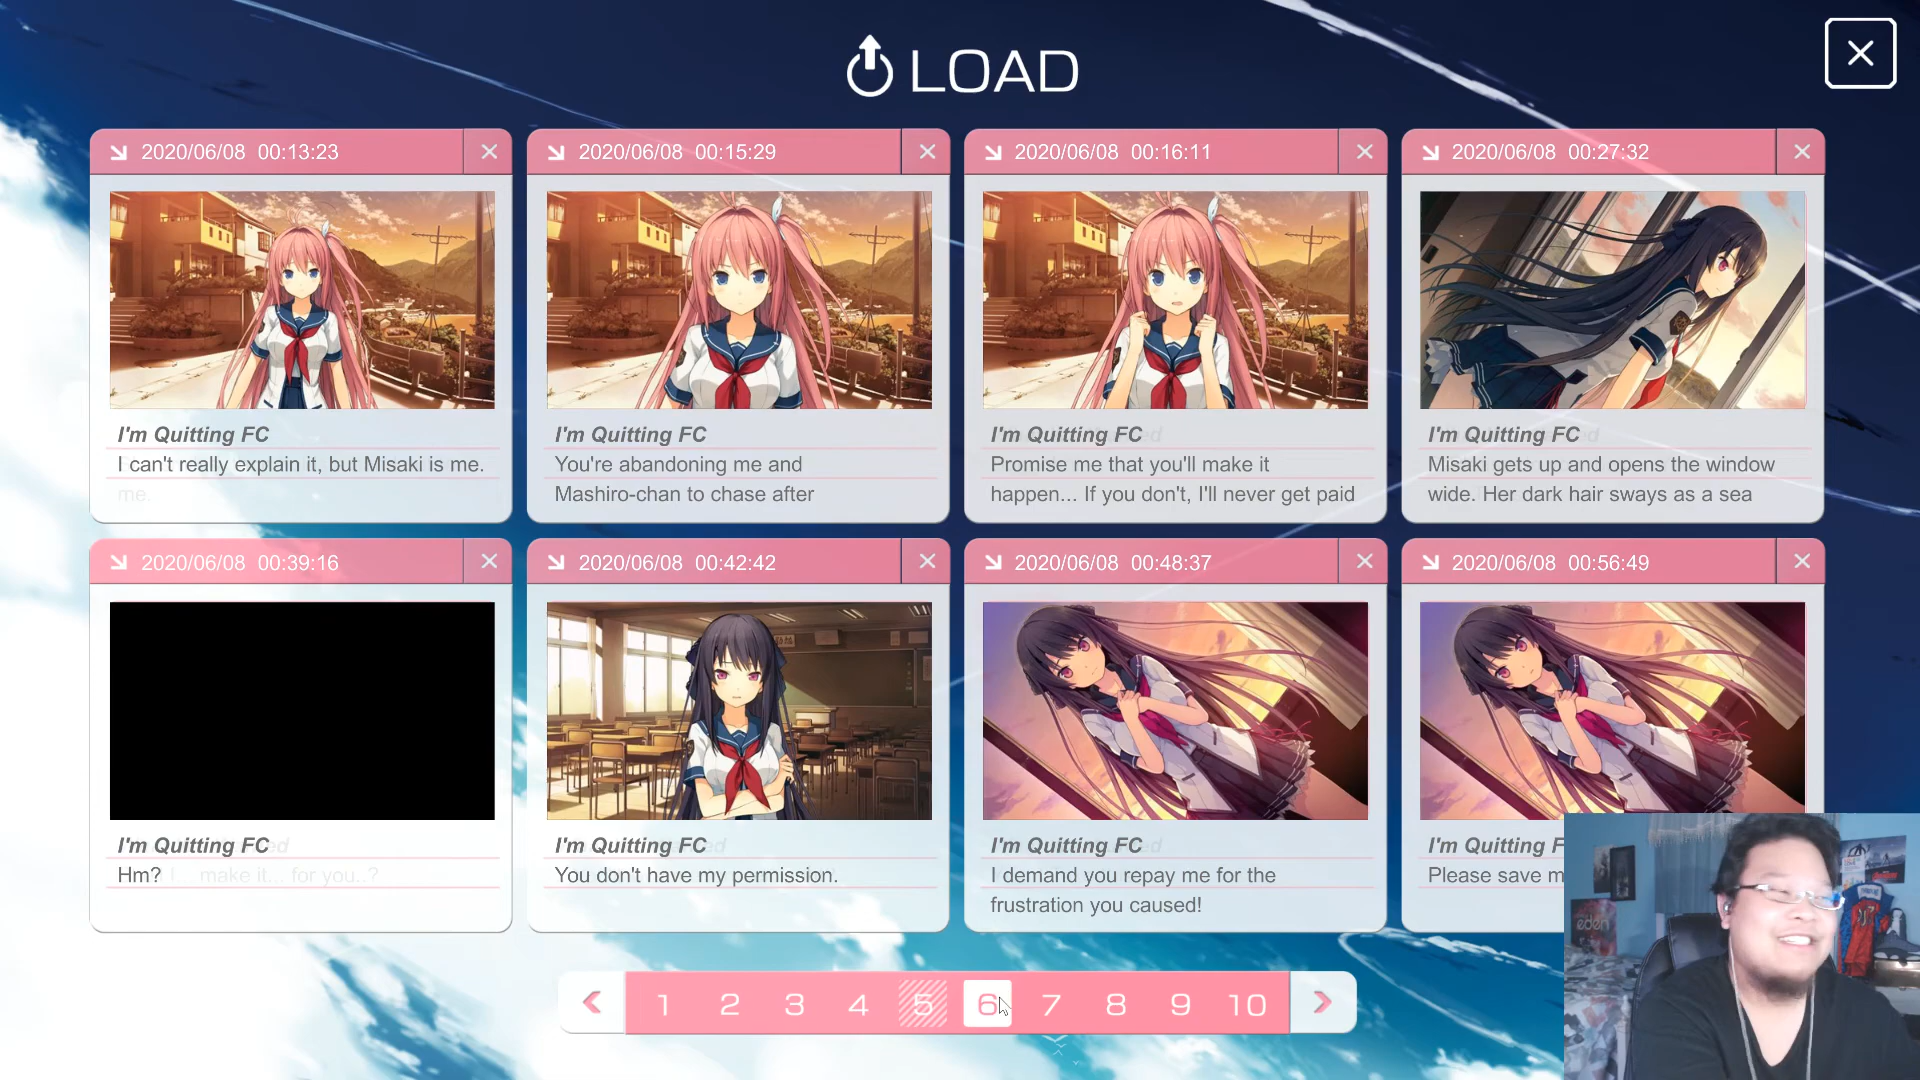 LOAD
2020/06/08 00:13:23
2020/06/08 00:15:29
2020/06/08 00:16:11
2020/06/08 00:27:32
I'm Quitting FC
I can't really explain it, but Misaki is me.
me.
I'm Quitting FC
You're abandoning me and
Mashiro-chan to chase after
I'm Quitting FC
Promise me that you'll make it
happen... If you don't, I'll never get paid
I'm Quitting FC
Misaki gets up and opens the window
wide. Her dark hair sways as a sea
2020/06/08 00:39:16
2020/06/08 00:42:42
2020/06/08 00:48:37
2020/06/08 00:56:49
I'm Quitting FC
Hm? I... make it... for you..?
I'm Quitting FC
You don't have my permission.
I'm Quitting FC
I demand you repay me for the
frustration you caused!
I'm Quitting F
Please save m
eden
1 2 3 4 5 6 7 8 9 10